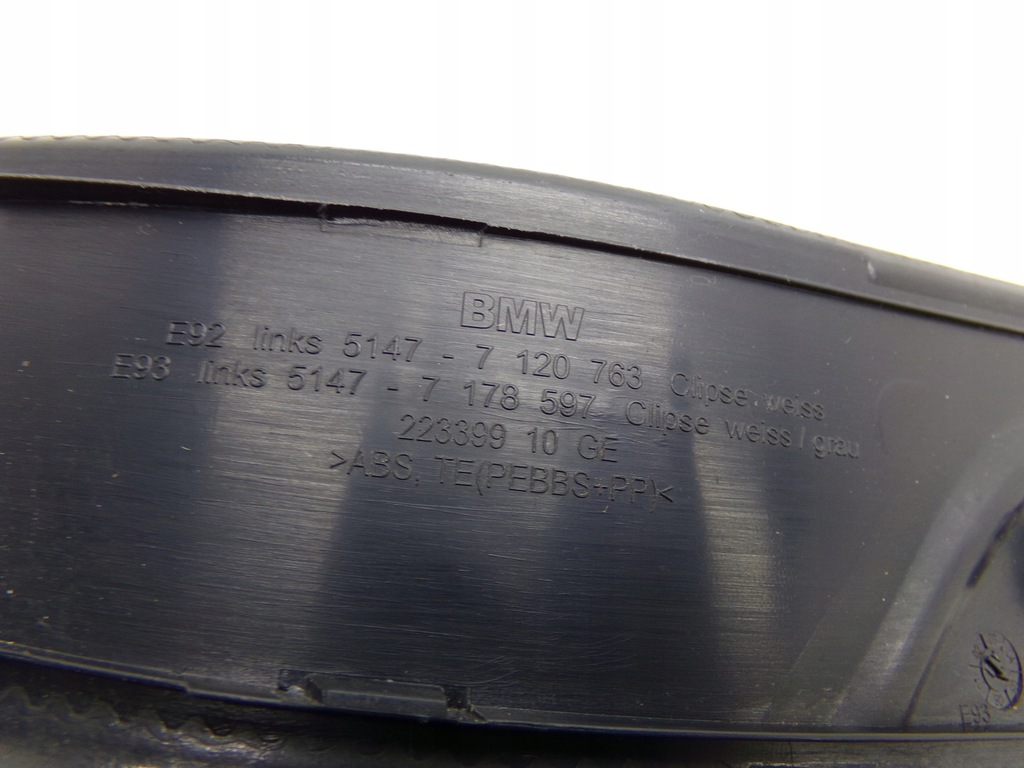 BMW
E92 links 5147 - 7 120 763 Clipse weiss
E93 links 5147 - 7 178 597 Clipse weiss / grau
223399 10 GE
>ABS, TE(PEBBS+PP)<
E93